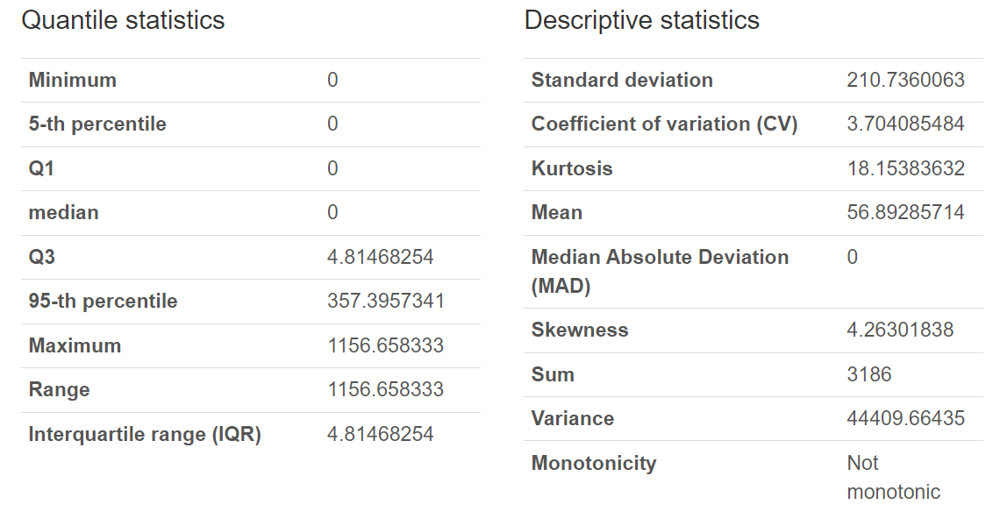 Quantile statistics
Minimum 0
5-th percentile 0
Q1 0
median 0
Q3 4.81468254
95-th percentile 357.3957341
Maximum 1156.658333
Range 1156.658333
Interquartile range (IQR) 4.81468254
Descriptive statistics
Standard deviation 210.7360063
Coefficient of variation (CV) 3.704085484
Kurtosis 18.15383632
Mean 56.89285714
Median Absolute Deviation 0
(MAD)
Skewness 4.26301838
Sum 3186
Variance 44409.66435
Monotonicity Not
monotonic